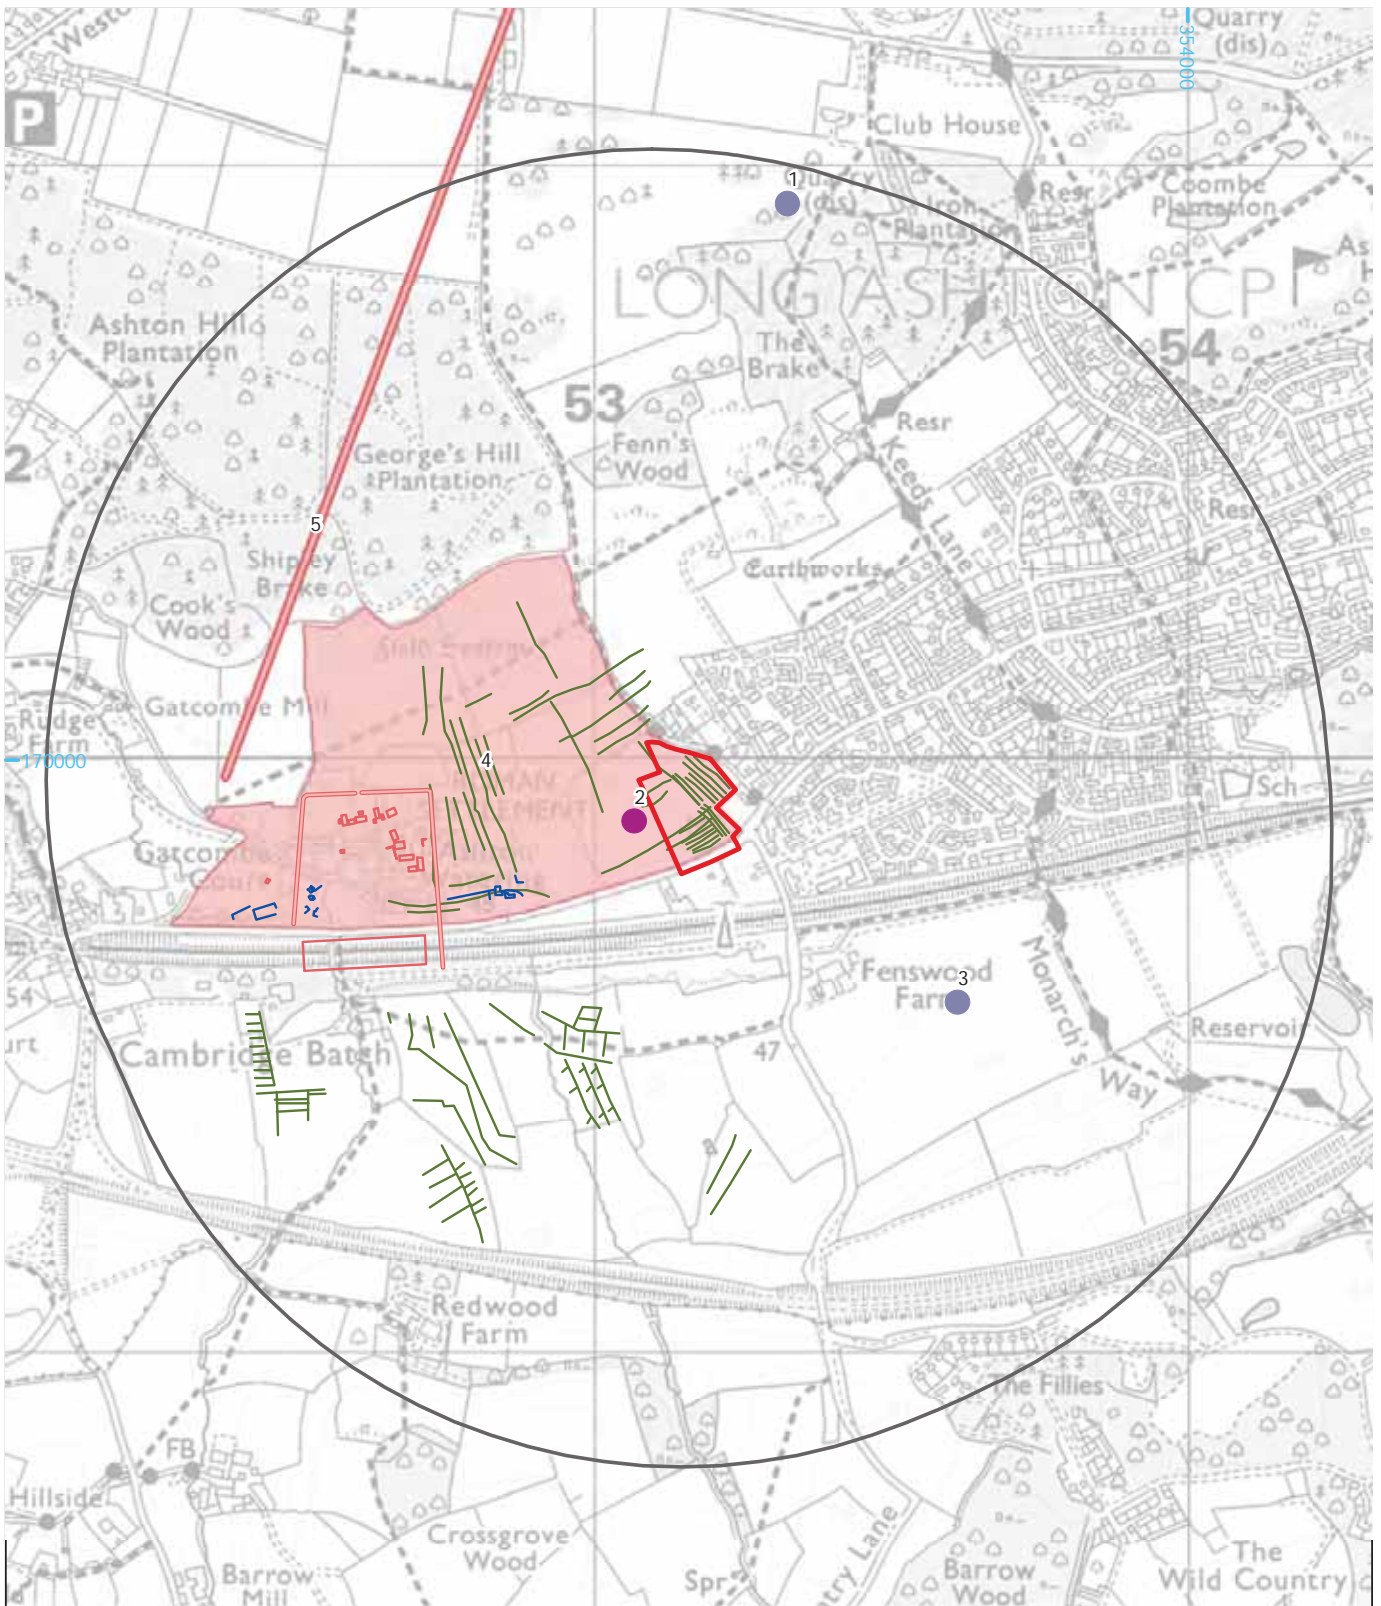 Westo
Quarry
(dis)
354000
P
Club House
1
Quarry
(dis)
Resr
Coombe
Plantation
Plantation
As
LONG ASHTON CP
Ashton Hill
Plantation
The
Brake
54
53
Resr
2
George's Hill
Plantation
Fenn's
Wood
Keeds Lane
Resr
5
Shipley
Brake
Earthworks
Cook's
Wood
Gatcombe Mill
Rudge
Farm
170000
4
ROMAN
SETTLEMENT
2
Sch
Gatcombe
Court
Fenswood
Farm
3
54
Monarch's Way
Reservoir
urt
Cambridge Batch
47
Redwood
Farm
The Fillies
FB
Hillside
Crossgrove
Wood
Barrow
Mill
Spr
try Lane
Barrow
Wood
The
Wild Country